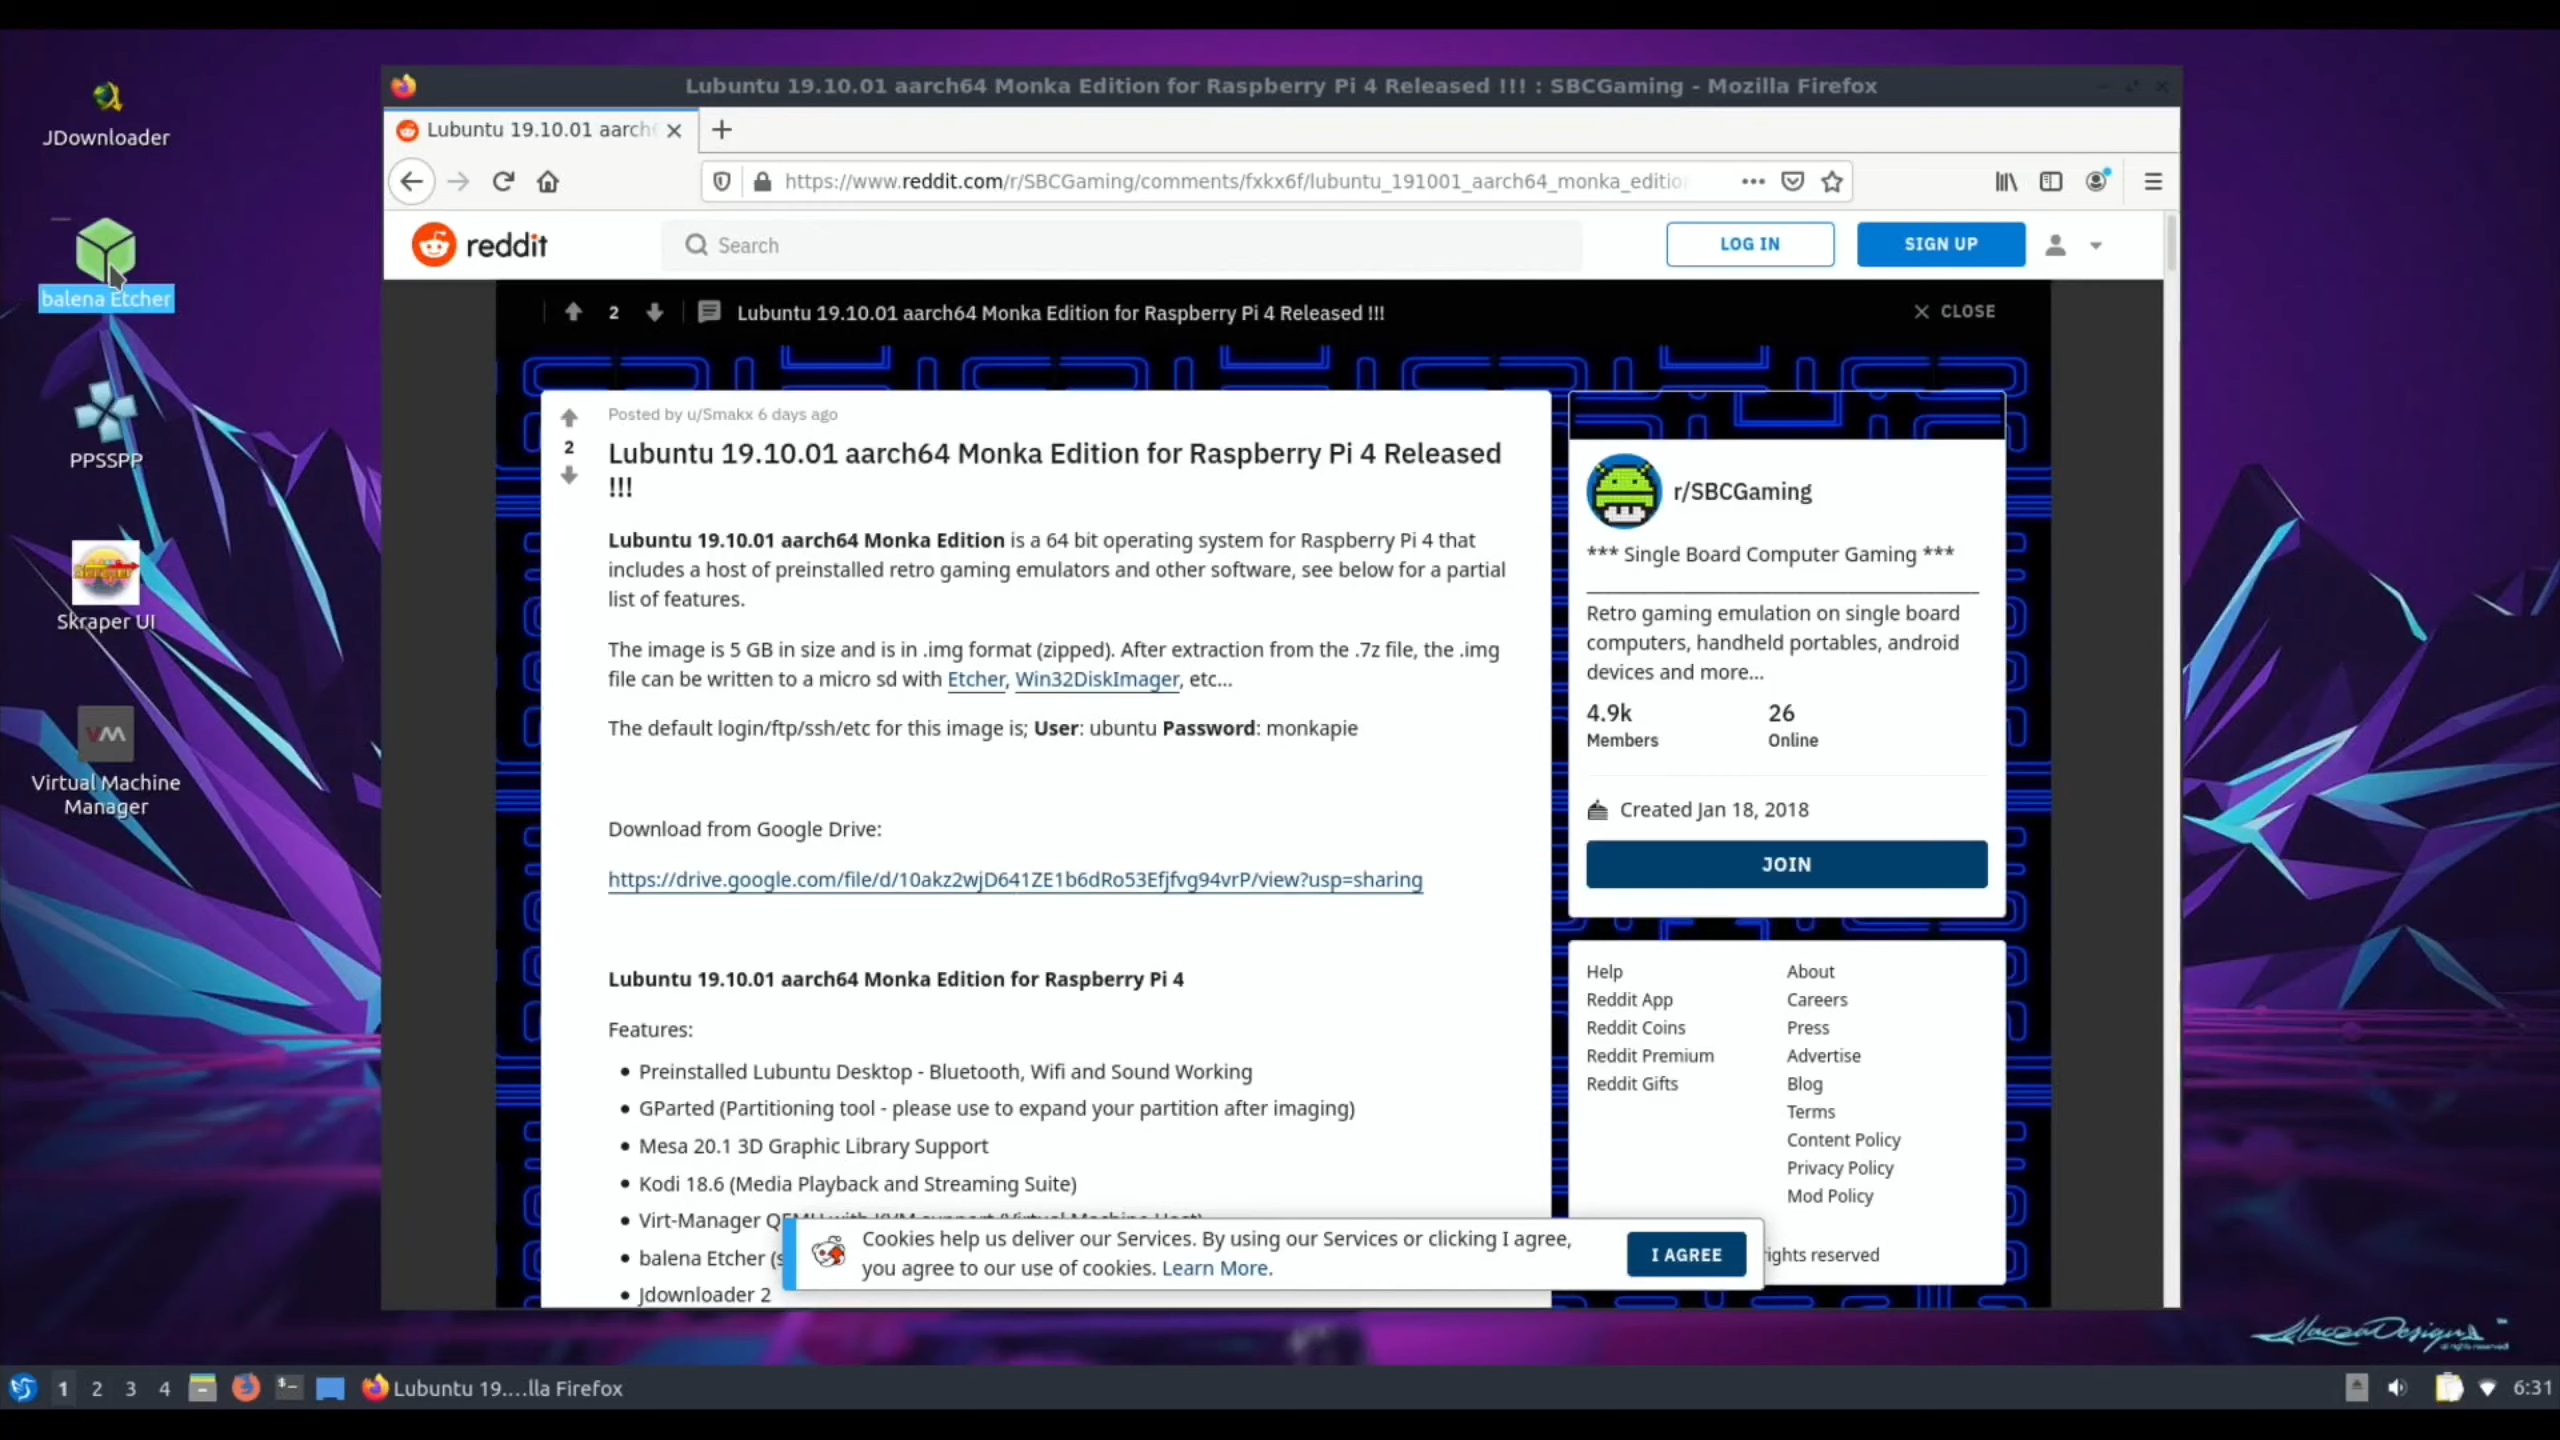 JDownloader
balena Etcher
PPSSPP
Skraper UI
VM
Virtual Machine
Manager
Lubuntu 19.10.01 aarch64 Monka Edition for Raspberry Pi 4 Released !!! : SBCGaming - Mozilla Firefox
Lubuntu 19.10.01 aarch
https://www.reddit.com/r/SBCGaming/comments/fxkx6f/lubuntu_191001_aarch64_monka_editio
reddit
Search
LOG IN
SIGN UP
2
Lubuntu 19.10.01 aarch64 Monka Edition for Raspberry Pi 4 Released !!!
CLOSE
Posted by u/Smakx 6 days ago
2
Lubuntu 19.10.01 aarch64 Monka Edition for Raspberry Pi 4 Released
!!!
Lubuntu 19.10.01 aarch64 Monka Edition is a 64 bit operating system for Raspberry Pi 4 that
includes a host of preinstalled retro gaming emulators and other software, see below for a partial
list of features.
The image is 5 GB in size and is in .img format (zipped). After extraction from the .7z file, the .img
file can be written to a micro sd with Etcher, Win32DiskImager, etc...
The default login/ftp/ssh/etc for this image is; User: ubuntu Password: monkapie
Download from Google Drive:
https://drive.google.com/file/d/10akz2wjD641ZE1b6dRo53Efjfvg94vrP/view?usp=sharing
Lubuntu 19.10.01 aarch64 Monka Edition for Raspberry Pi 4
Features:
• Preinstalled Lubuntu Desktop - Bluetooth, Wifi and Sound Working
• GParted (Partitioning tool - please use to expand your partition after imaging)
• Mesa 20.1 3D Graphic Library Support
• Kodi 18.6 (Media Playback and Streaming Suite)
• Virt-Manager QEMU with KVM support (Virtual Machine Host)
• balena Etcher (s
• Jdownloader 2
r/SBCGaming
*** Single Board Computer Gaming ***
Retro gaming emulation on single board
computers, handheld portables, android
devices and more...
4.9k
Members
26
Online
Created Jan 18, 2018
JOIN
Help
Reddit App
Reddit Coins
Reddit Premium
Reddit Gifts
About
Careers
Press
Advertise
Blog
Terms
Content Policy
Privacy Policy
Mod Policy
rights reserved
Cookies help us deliver our Services. By using our Services or clicking I agree,
you agree to our use of cookies. Learn More.
I AGREE
1 2 3 4
Lubuntu 19....lla Firefox
6:31